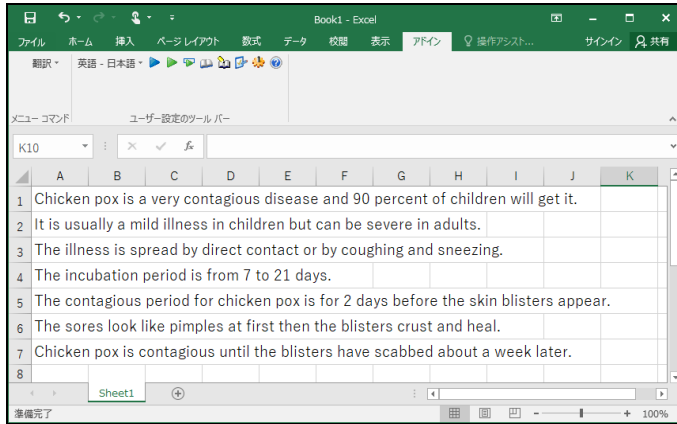 Book1 - Excel
ファイル ホーム 挿入 ページレイアウト 数式 データ 校閲 表示 アドイン 操作アシスト... サインイン 共有
翻訳 英語 - 日本語
メニュー コマンド ユーザー設定のツール バー
K10 fx
A B C D E F G H I J K
1 Chicken pox is a very contagious disease and 90 percent of children will get it.
2 It is usually a mild illness in children but can be severe in adults.
3 The illness is spread by direct contact or by coughing and sneezing.
4 The incubation period is from 7 to 21 days.
5 The contagious period for chicken pox is for 2 days before the skin blisters appear.
6 The sores look like pimples at first then the blisters crust and heal.
7 Chicken pox is contagious until the blisters have scabbed about a week later.
8
Sheet1
準備完了 100%